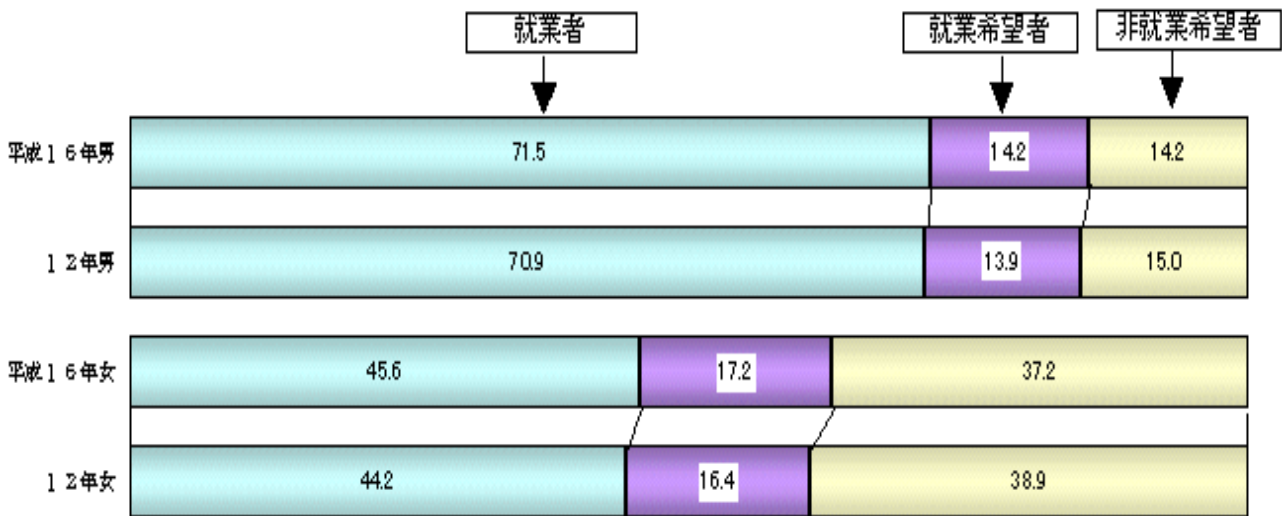 就業者 就業希望者 非就業希望者
平成16年男 71.5 14.2 14.2
12年男 70.9 13.9 15.0
平成16年女 45.6 17.2 37.2
12年女 44.2 16.4 38.9